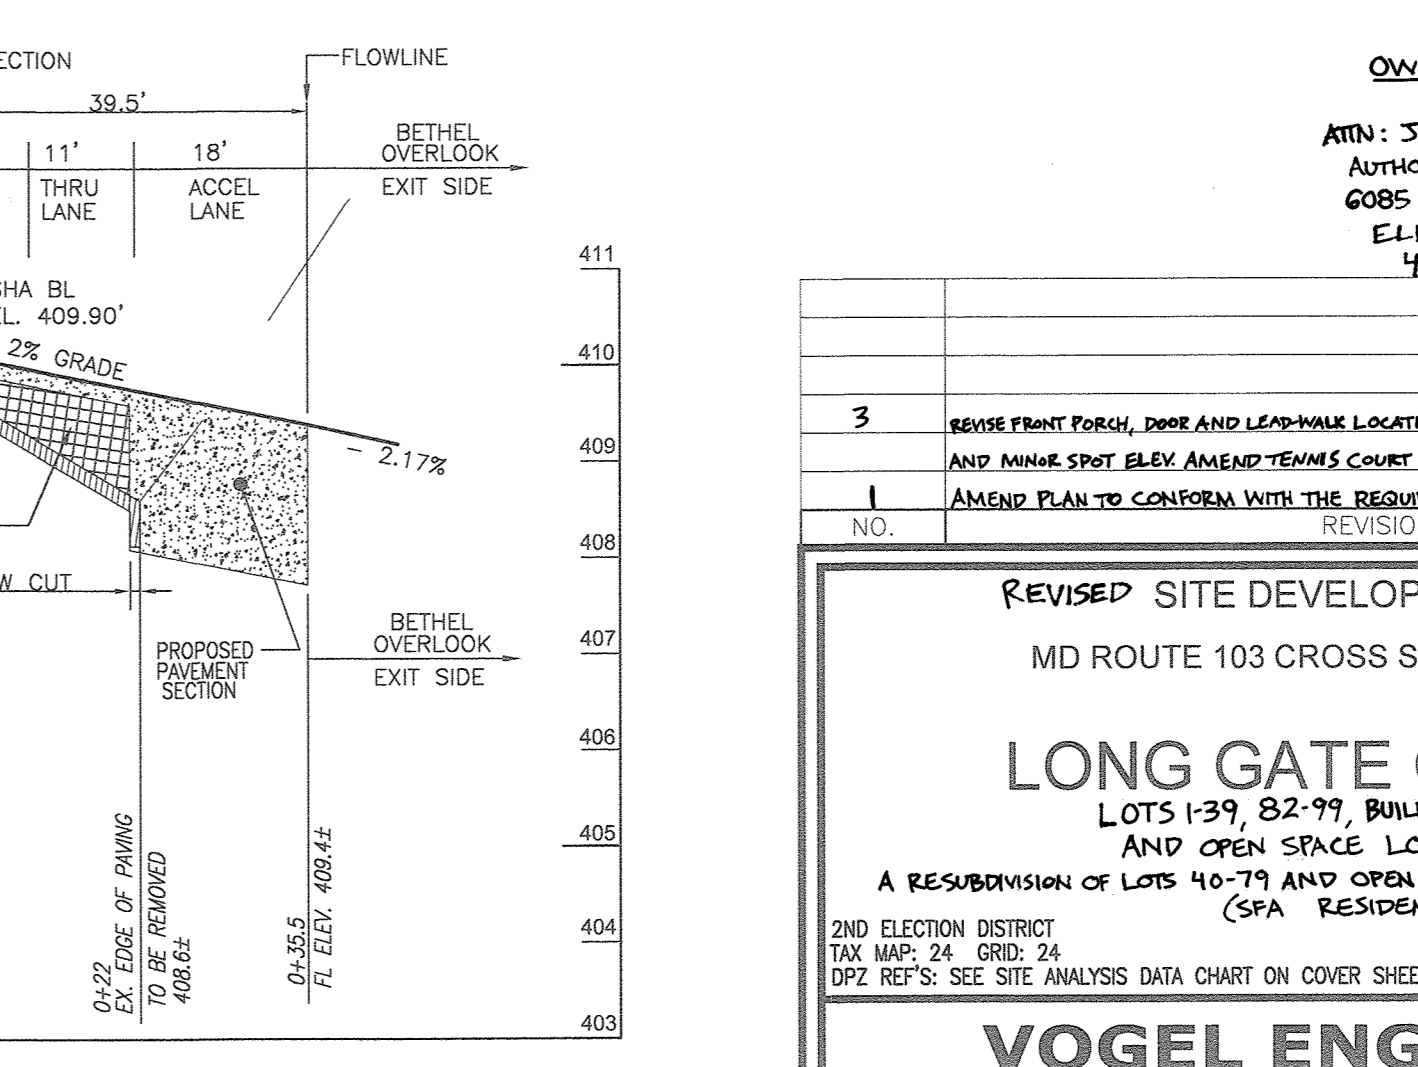 ECTION
FLOWLINE
39.5'
BETHEL
OVERLOOK
EXIT SIDE
11'
THRU
LANE
18'
ACCEL
LANE
SHA BL
EL. 409.90'
2% GRADE
- 2.17%
W CUT
PROPOSED
PAVEMENT
SECTION
BETHEL
OVERLOOK
EXIT SIDE
0+22
EX. EDGE OF PAVING
TO BE REMOVED
408.6±
0+35.5
FL ELEV. 409.4±
411
410
409
408
407
406
405
404
403
OW
ATTN: J
AUTHO
6085
ELL
4
3 REVISE FRONT PORCH, DOOR AND LEAD-WALK LOCATI
AND MINOR SPOT ELEV. AMEND TENNIS COURT
1 AMEND PLAN TO CONFORM WITH THE REQUI
NO. REVISIO
REVISED SITE DEVELOP
MD ROUTE 103 CROSS S
LONG GATE
LOTS 1-39, 82-99, BUIL
AND OPEN SPACE LO
A RESUBDIVISION OF LOTS 40-79 AND OPEN
(SFA RESIDEN
2ND ELECTION DISTRICT
TAX MAP: 24 GRID: 24
DPZ REF'S: SEE SITE ANALYSIS DATA CHART ON COVER SHEE
VOGEL ENG